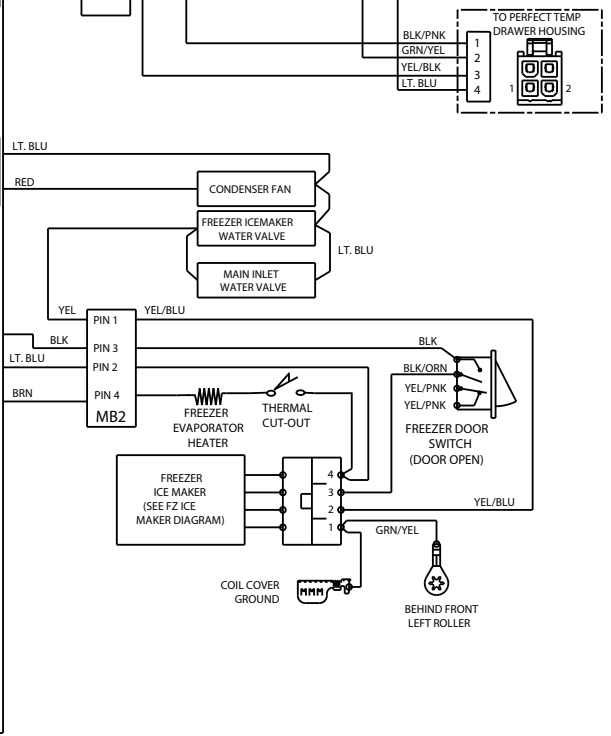 TO PERFECT TEMP
DRAWER HOUSING
BLK/PNK
1
GRN/YEL
2
YEL/BLK
3
LT. BLU
4
1
2
LT. BLU
RED
CONDENSER FAN
FREEZER ICEMAKER
WATER VALVE
LT. BLU
MAIN INLET
WATER VALVE
YEL
PIN 1
YEL/BLU
BLK
PIN 3
BLK
LT. BLU
PIN 2
BLK/ORN
BRN
PIN 4
MB2
YEL/PNK
YEL/PNK
FREEZER
EVAPORATOR
HEATER
THERMAL
CUT-OUT
FREEZER DOOR
SWITCH
(DOOR OPEN)
FREEZER
ICE MAKER
(SEE FZ ICE
MAKER DIAGRAM)
4
3
2
1
YEL/BLU
GRN/YEL
COIL COVER
GROUND
BEHIND FRONT
LEFT ROLLER